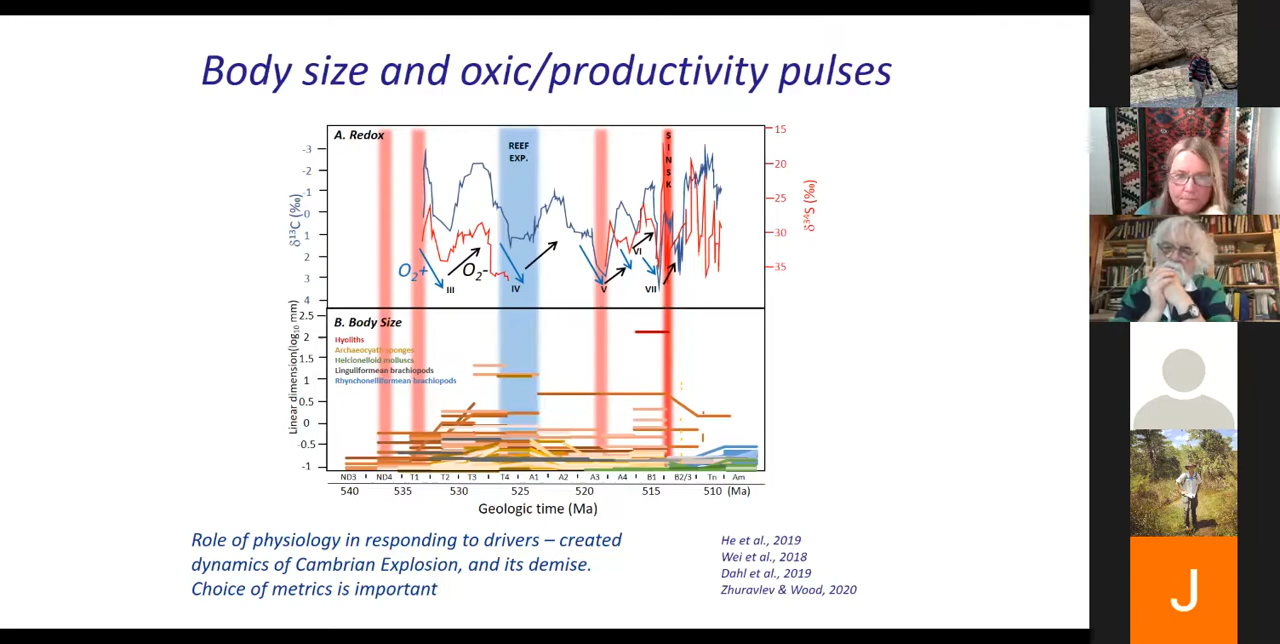 Body size and oxic/productivity pulses
A. Redox
REEF
EXP.
SINSK
-3
-2
-1
0
1
2
3
4
δ13C (‰)
15
20
25
30
35
δ34S (‰)
O2+
O2-
III
IV
V
VI
VII
B. Body Size
Hyoliths
Archaeocyath sponges
Helcionelloid molluscs
Linguliformean brachiopods
Rhynchonelliformean brachiopods
2.5
2
1.5
1
0.5
0
-0.5
-1
Linear dimension(log10 mm)
ND3 ND4 T1 T2 T3 T4 A1 A2 A3 A4 B1 B2/3 Tn Am
540 535 530 525 520 515 510 (Ma)
Geologic time (Ma)
Role of physiology in responding to drivers – created
dynamics of Cambrian Explosion, and its demise.
Choice of metrics is important
He et al., 2019
Wei et al., 2018
Dahl et al., 2019
Zhuravlev & Wood, 2020
J